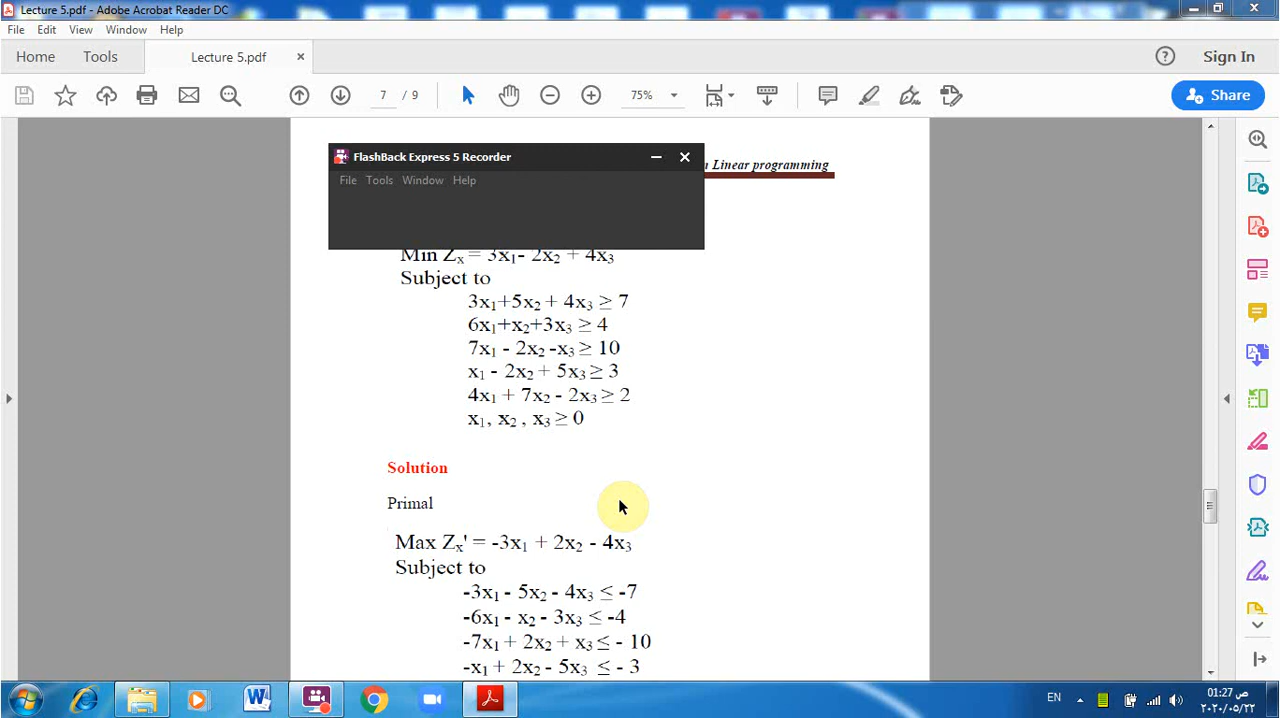 Lecture 5.pdf - Adobe Acrobat Reader DC
File Edit View Window Help
Home Tools Lecture 5.pdf × Sign In
7 / 9 75% Share
FlashBack Express 5 Recorder
File Tools Window Help
Linear programming
Min Zₓ = 3x₁- 2x₂ + 4x₃
Subject to
3x₁+5x₂ + 4x₃ ≥ 7
6x₁+x₂+3x₃ ≥ 4
7x₁ - 2x₂ -x₃ ≥ 10
x₁ - 2x₂ + 5x₃ ≥ 3
4x₁ + 7x₂ - 2x₃ ≥ 2
x₁, x₂ , x₃ ≥ 0
Solution
Primal
Max Zₓ' = -3x₁ + 2x₂ - 4x₃
Subject to
-3x₁ - 5x₂ - 4x₃ ≤ -7
-6x₁ - x₂ - 3x₃ ≤ -4
-7x₁ + 2x₂ + x₃ ≤ - 10
-x₁ + 2x₂ - 5x₃ ≤ - 3
EN 01:27 ص
٢٠٢٠/٠٥/٢٢